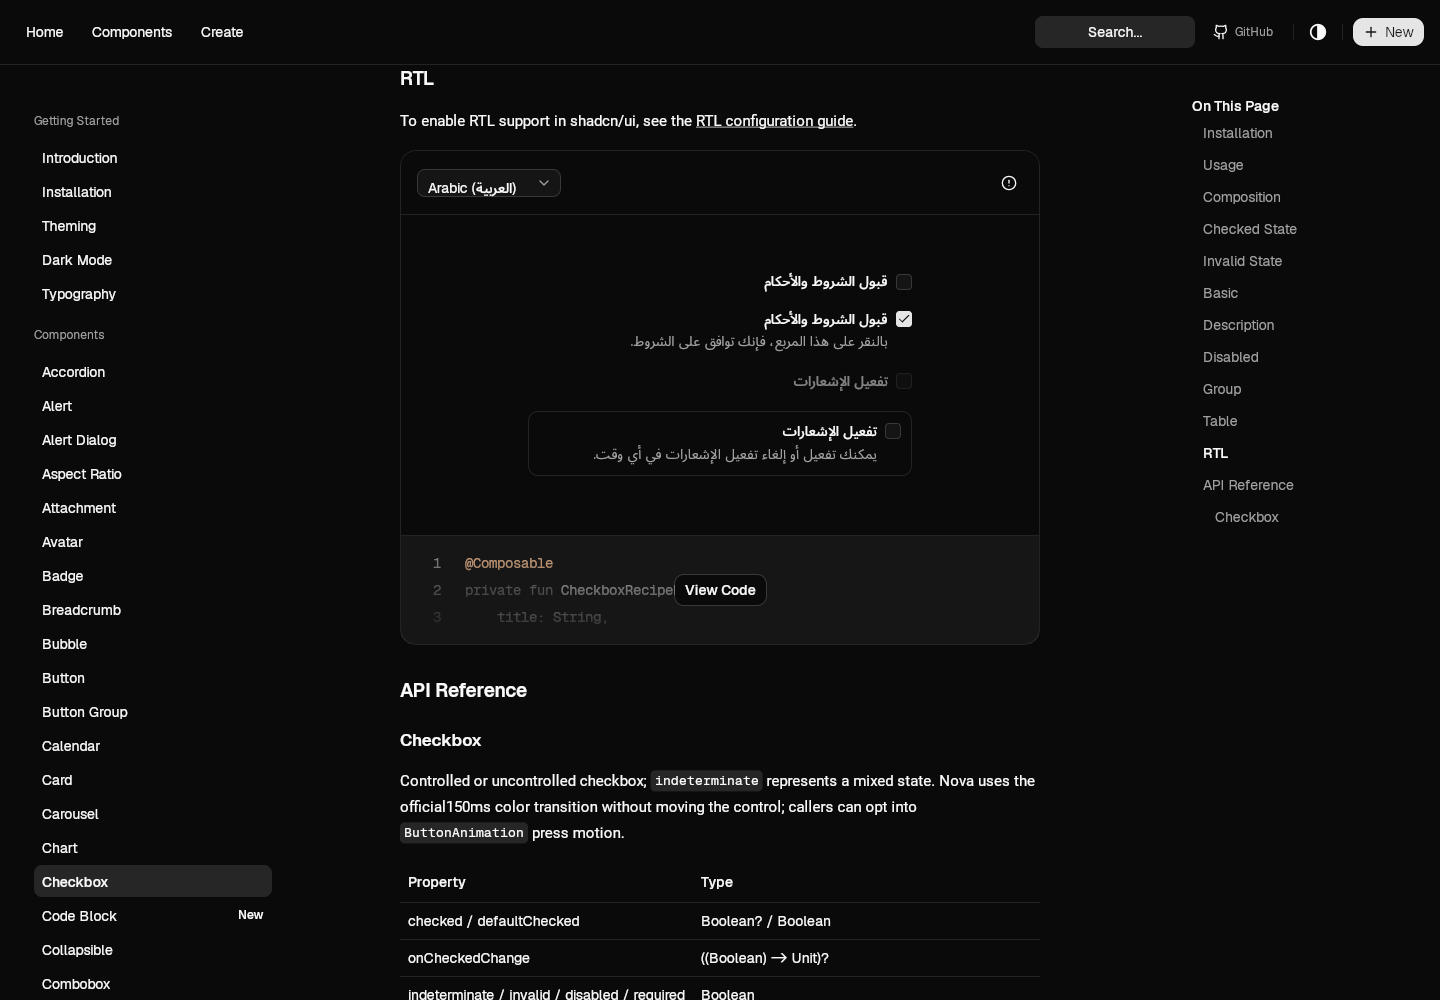 Home
Components
Create
Search...
GitHub
New
Getting Started
Introduction
Installation
Theming
Dark Mode
Typography
Components
Accordion
Alert
Alert Dialog
Aspect Ratio
Attachment
Avatar
Badge
Breadcrumb
Bubble
Button
Button Group
Calendar
Card
Carousel
Chart
Checkbox
Code Block
New
Collapsible
Combobox
RTL
To enable RTL support in shadcn/ui, see the RTL configuration guide.
Arabic (العربية)
قبول الشروط والأحكام
قبول الشروط والأحكام
بالنقر على هذا المربع، فإنك توافق على الشروط.
تفعيل الإشعارات
تفعيل الإشعارات
يمكنك تفعيل أو إلغاء تفعيل الإشعارات في أي وقت.
1 @Composable
2 private fun CheckboxRecipe
View Code
3 title: String,
API Reference
Checkbox
Controlled or uncontrolled checkbox; indeterminate represents a mixed state. Nova uses the
official150ms color transition without moving the control; callers can opt into
ButtonAnimation press motion.
Property Type
checked / defaultChecked Boolean? / Boolean
onCheckedChange ((Boolean) -> Unit)?
indeterminate / invalid / disabled / required Boolean
On This Page
Installation
Usage
Composition
Checked State
Invalid State
Basic
Description
Disabled
Group
Table
RTL
API Reference
Checkbox